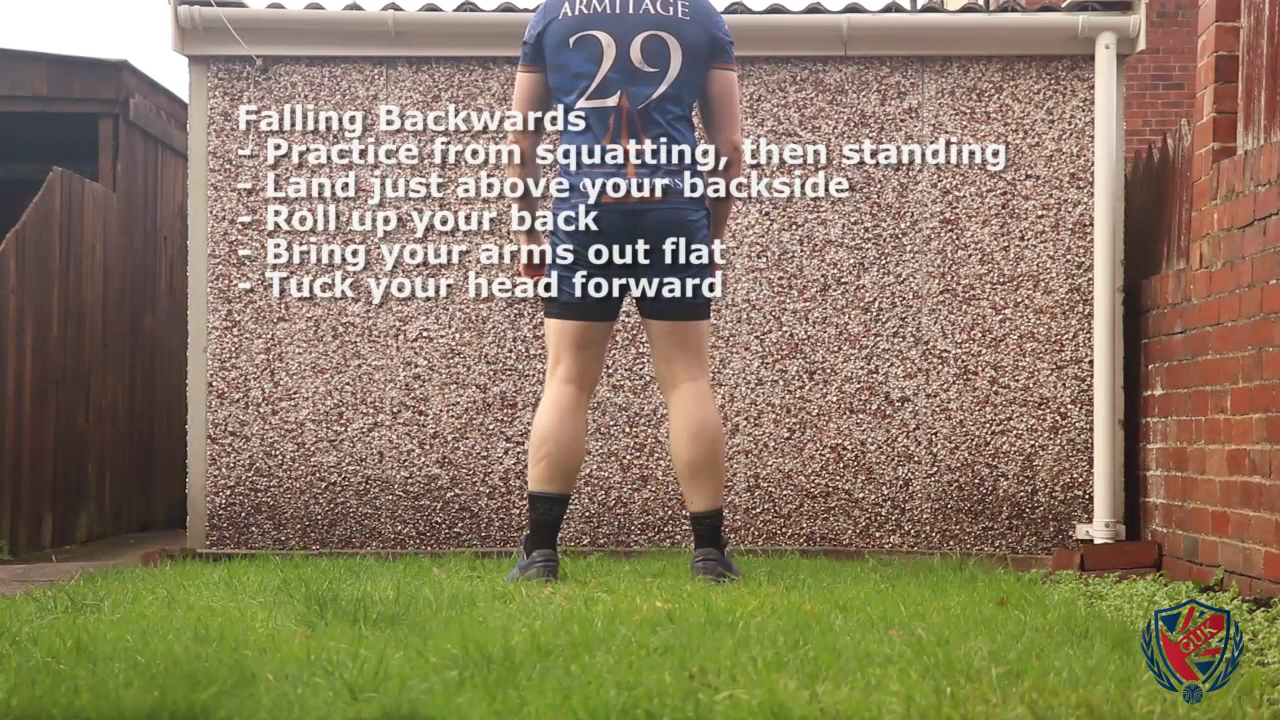 ARMITAGE
29
Falling Backwards
- Practice from squatting, then standing
- Land just above your backside
- Roll up your back
- Bring your arms out flat
- Tuck your head forward
QUK